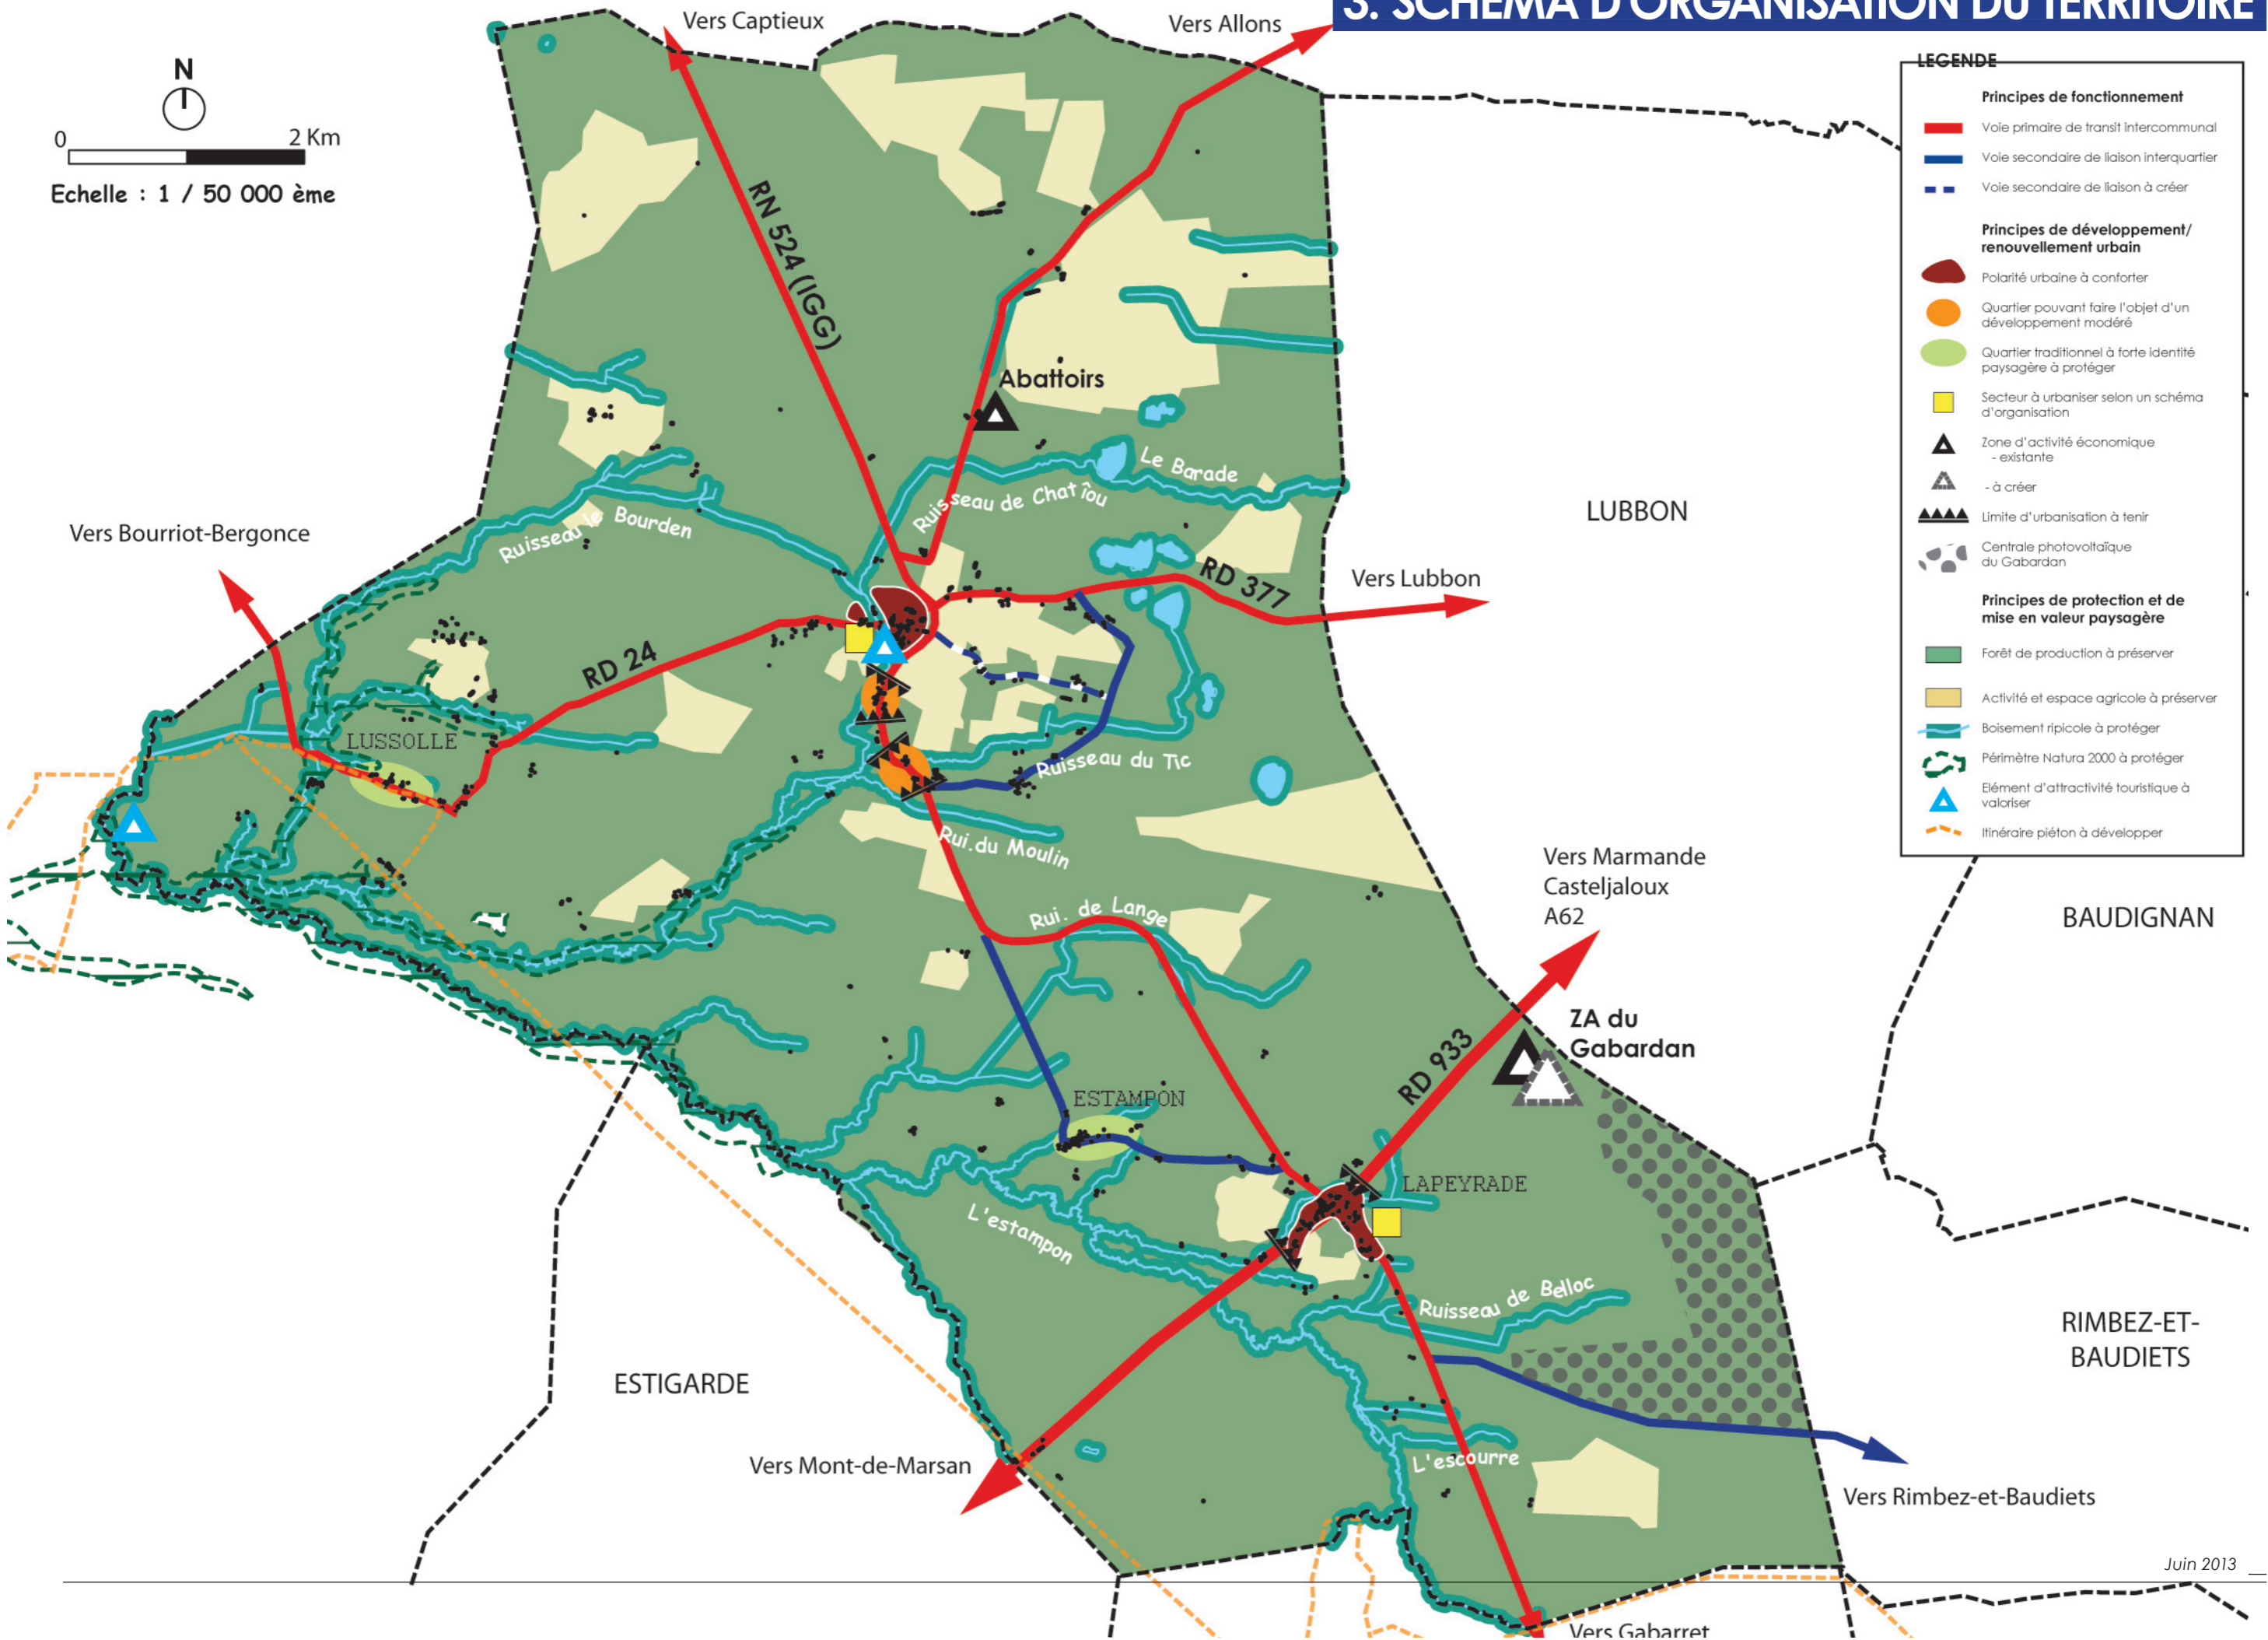 3. SCHÉMA D'ORGANISATION DU TERRITOIRE
Vers Captieux
Vers Allons
N
0
2 Km
Echelle : 1 / 50 000 ème
LEGENDE
Principes de fonctionnement
Voie primaire de transit intercommunal
Voie secondaire de liaison interquartier
Voie secondaire de liaison à créer
Principes de développement/
renouvellement urbain
Polarité urbaine à conforter
Quartier pouvant faire l'objet d'un
développement modéré
Quartier traditionnel à forte identité
paysagère à protéger
Secteur à urbaniser selon un schéma
d'organisation
Zone d'activité économique
- existante
- à créer
Limite d'urbanisation à tenir
Centrale photovoltaïque
du Gabardan
Principes de protection et de
mise en valeur paysagère
Forêt de production à préserver
Activité et espace agricole à préserver
Boisement ripicole à protéger
Périmètre Natura 2000 à protéger
Elément d'attractivité touristique à
valoriser
Itinéraire piéton à développer
RN 524 (IGG)
Abattoirs
Le Barade
Ruisseau de Chatîou
Ruisseau le Bourden
LUBBON
Vers Bourriot-Bergonce
RD 377
Vers Lubbon
RD 24
LUSSOLLE
Ruisseau du Tic
Rui.du Moulin
Vers Marmande
Casteljaloux
A62
Rui. de Lange
BAUDIGNAN
ZA du
Gabardan
RD 933
ESTAMPON
LAPEYRADE
L'estampon
Ruisseau de Belloc
RIMBEZ-ET-
BAUDIETS
ESTIGARDE
Vers Mont-de-Marsan
L'escourre
Vers Rimbez-et-Baudiets
Juin 2013
Vers Gabarret